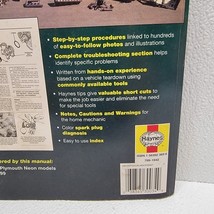 • Step-by-step procedures linked to hundreds
of easy-to-follow photos and illustrations
• Complete troubleshooting section helps
identify specific problems
• Written from hands-on experience
based on a vehicle teardown using
commonly available tools
• Haynes tips give valuable short cuts to
make the job easier and eliminate the need
for special tools
• Notes, Cautions and Warnings for
the home mechanic
• Color spark plug
diagnosis
• Easy to use index
Haynes
ered by this manual:
Plymouth Neon models